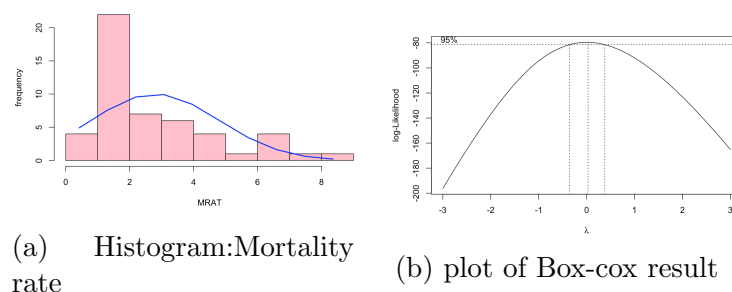 20
15
10
5
0
frequency
0 2 4 6 8
MRAT
(a) Histogram:Mortality
rate
95%
-80
-100
-120
-140
-160
-180
-200
log-Likelihood
-3 -2 -1 0 1 2 3
λ
(b) plot of Box-cox result